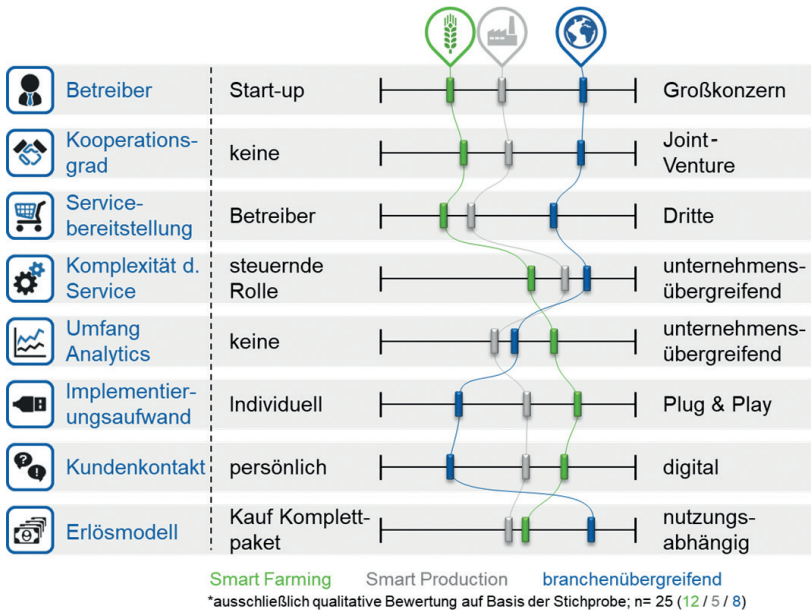 Betreiber Start-up Großkonzern
Kooperations-
grad keine Joint-
Venture
Service-
bereitstellung Betreiber Dritte
Komplexität d.
Service steuernde
Rolle unternehmens-
übergreifend
Umfang
Analytics keine unternehmens-
übergreifend
Implementier-
ungsaufwand Individuell Plug & Play
Kundenkontakt persönlich digital
Erlösmodell Kauf Komplett-
paket nutzungs-
abhängig
Smart Farming Smart Production branchenübergreifend
*ausschließlich qualitative Bewertung auf Basis der Stichprobe; n= 25 (12 / 5 / 8)